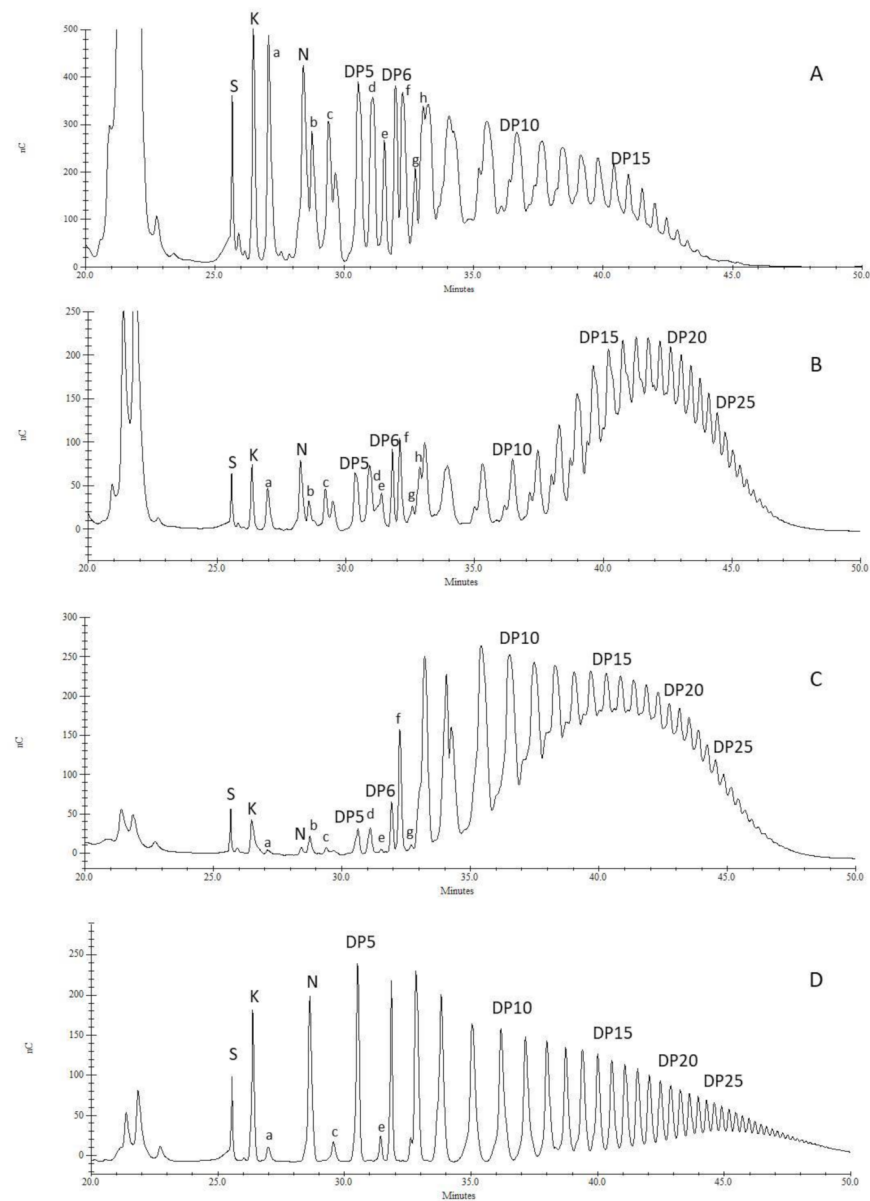 500
400
300
200
100
0
nC
S K a N b c DP5 d e DP6 f g h DP10 DP15
A
20.0 25.0 30.0 35.0 40.0 45.0 50.0
Minutes
250
200
150
100
50
0
nC
S K a N b c DP5 d e DP6 f g h DP10 DP15 DP20 DP25
B
20.0 25.0 30.0 35.0 40.0 45.0 50.0
Minutes
300
250
200
150
100
50
0
nC
S K a N b c DP5 d e DP6 f g DP10 DP15 DP20 DP25
C
20.0 25.0 30.0 35.0 40.0 45.0 50.0
Minutes
250
200
150
100
50
0
nC
S K a N c DP5 e DP10 DP15 DP20 DP25
D
20.0 25.0 30.0 35.0 40.0 45.0 50.0
Minutes